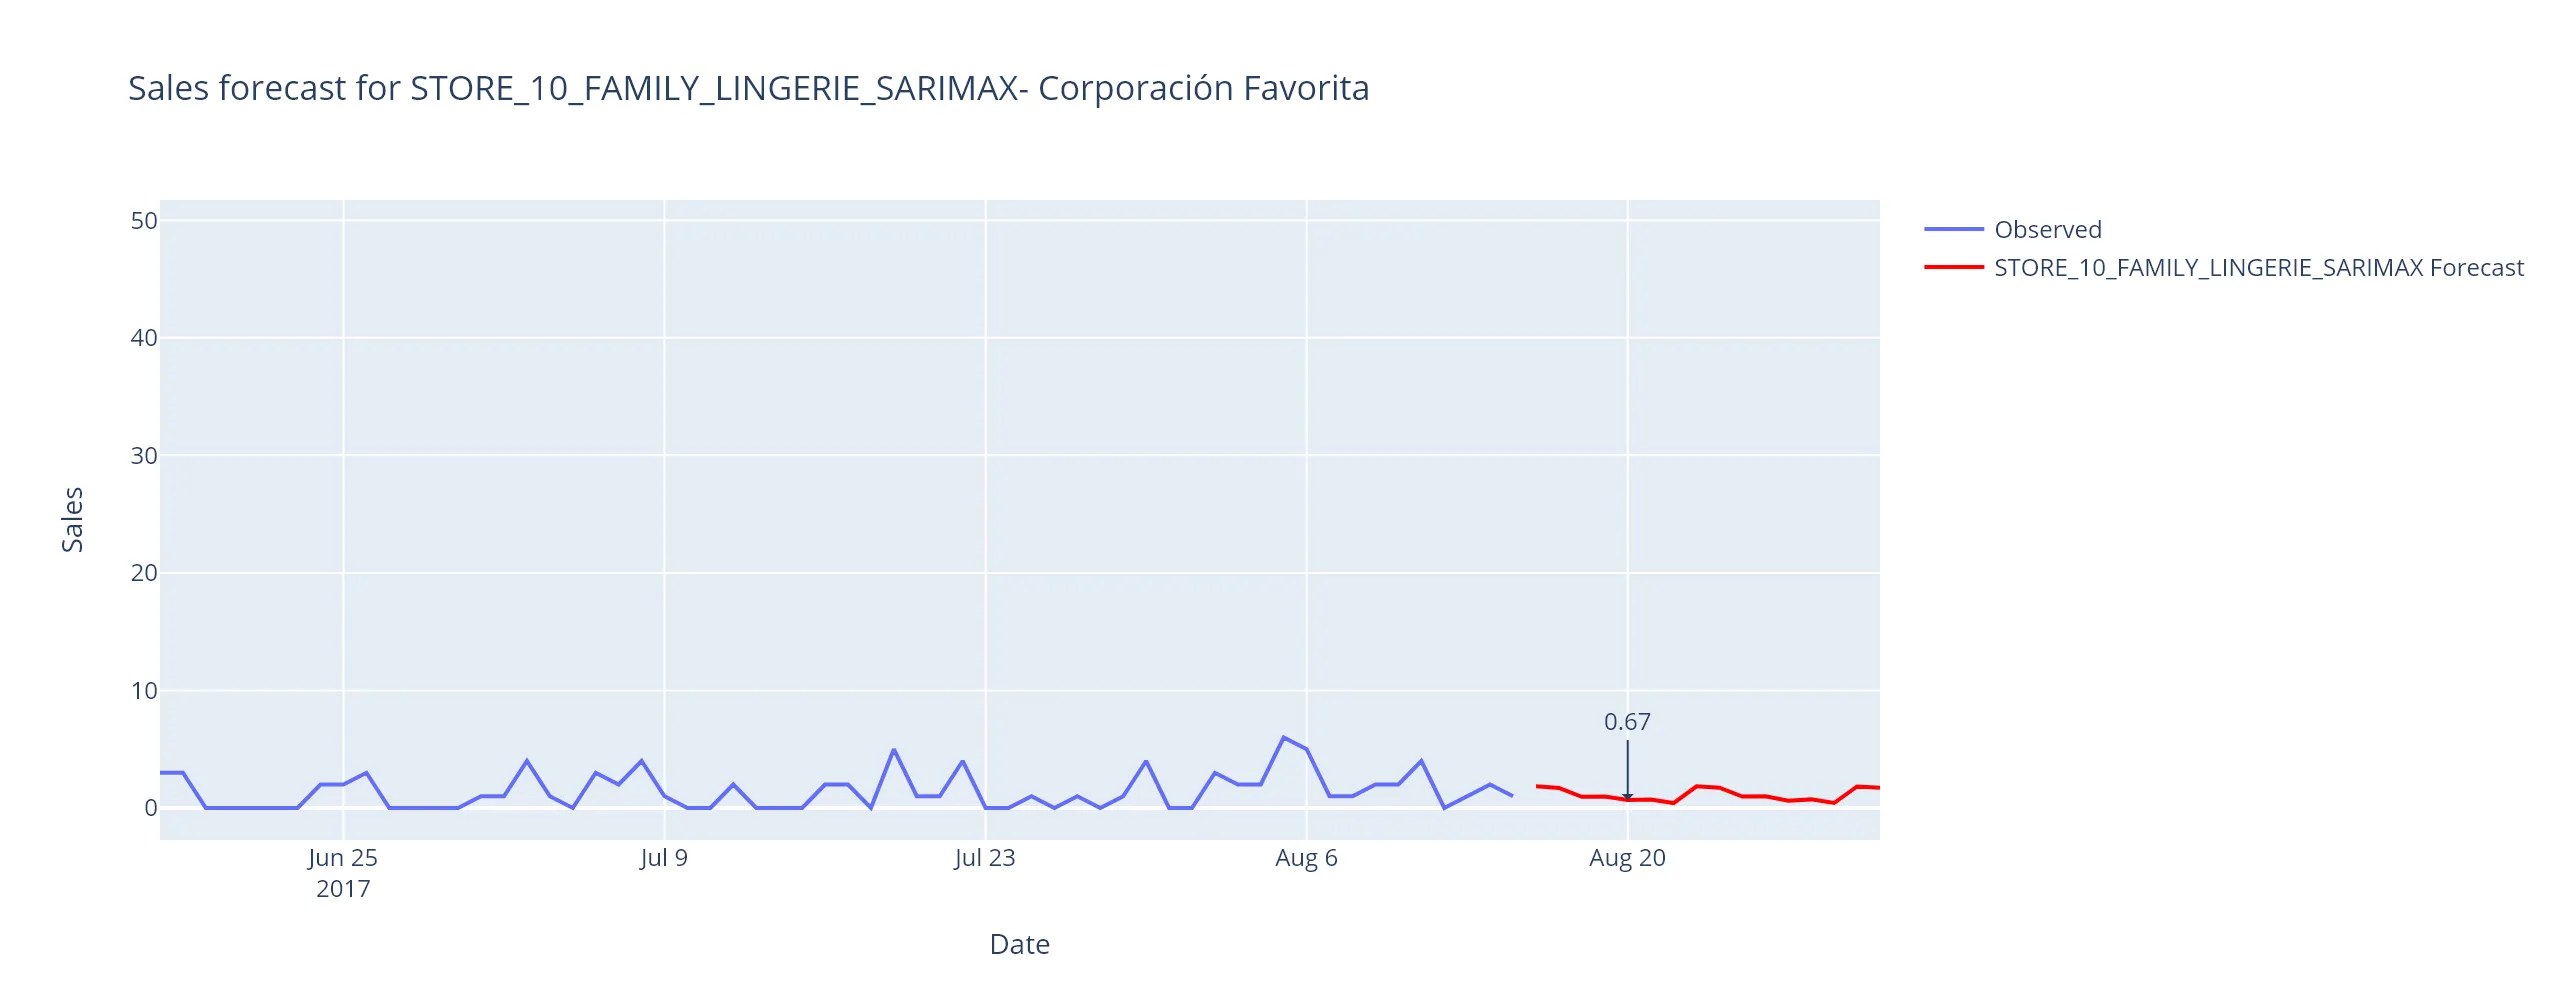 Sales forecast for STORE_10_FAMILY_LINGERIE_SARIMAX- Corporación Favorita
Observed
STORE_10_FAMILY_LINGERIE_SARIMAX Forecast
50
40
30
20
10
0
Sales
0.67
Jun 25
2017
Jul 9
Jul 23
Aug 6
Aug 20
Date